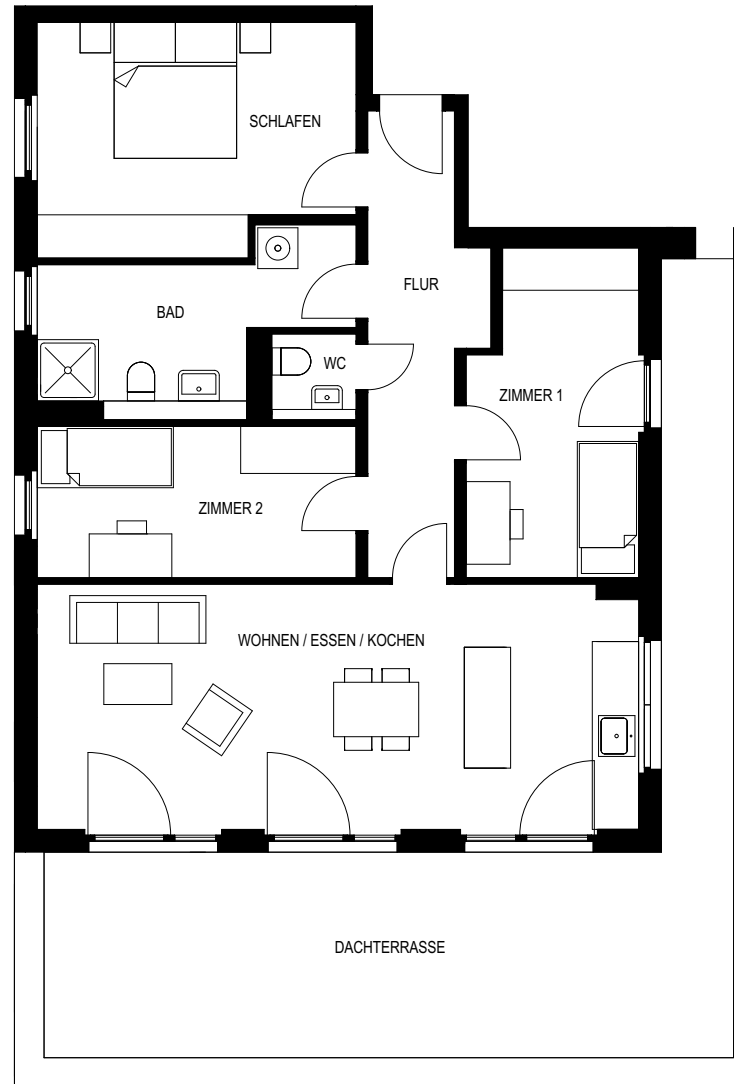 SCHLAFEN
FLUR
BAD
WC
ZIMMER 1
ZIMMER 2
WOHNEN / ESSEN / KOCHEN
DACHTERRASSE